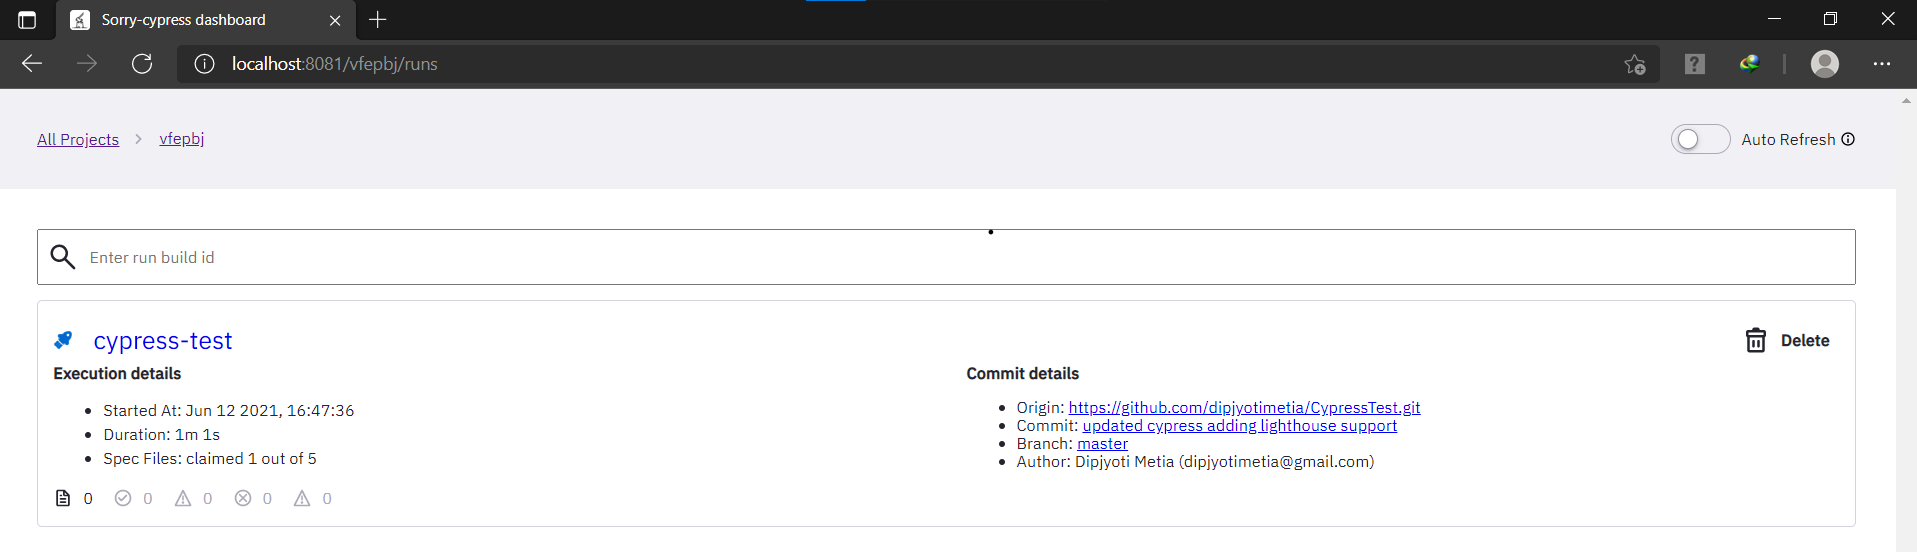 Sorry-cypress dashboard
localhost:8081/vfepbj/runs
All Projects > vfepbj
Auto Refresh
Enter run build id
cypress-test
Delete
Execution details
• Started At: Jun 12 2021, 16:47:36
• Duration: 1m 1s
• Spec Files: claimed 1 out of 5
0 0 0 0 0
Commit details
• Origin: https://github.com/dipjyotimetia/CypressTest.git
• Commit: updated cypress adding lighthouse support
• Branch: master
• Author: Dipjyoti Metia (dipjyotimetia@gmail.com)